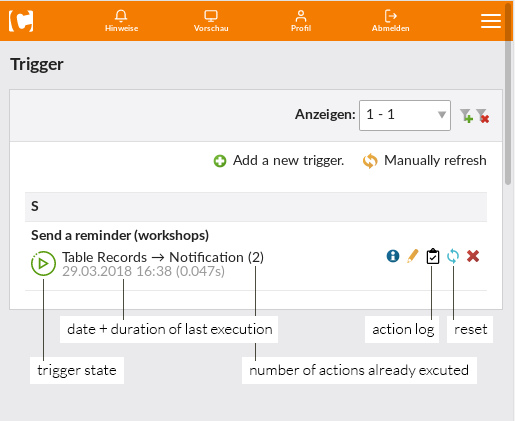 Hinweise Vorschau Profil Abmelden
Trigger
Anzeigen: 1 - 1
Add a new trigger. Manually refresh
S
Send a reminder (workshops)
Table Records → Notification (2)
29.03.2018 16:38 (0.047s)
date + duration of last execution action log reset
trigger state number of actions already excuted